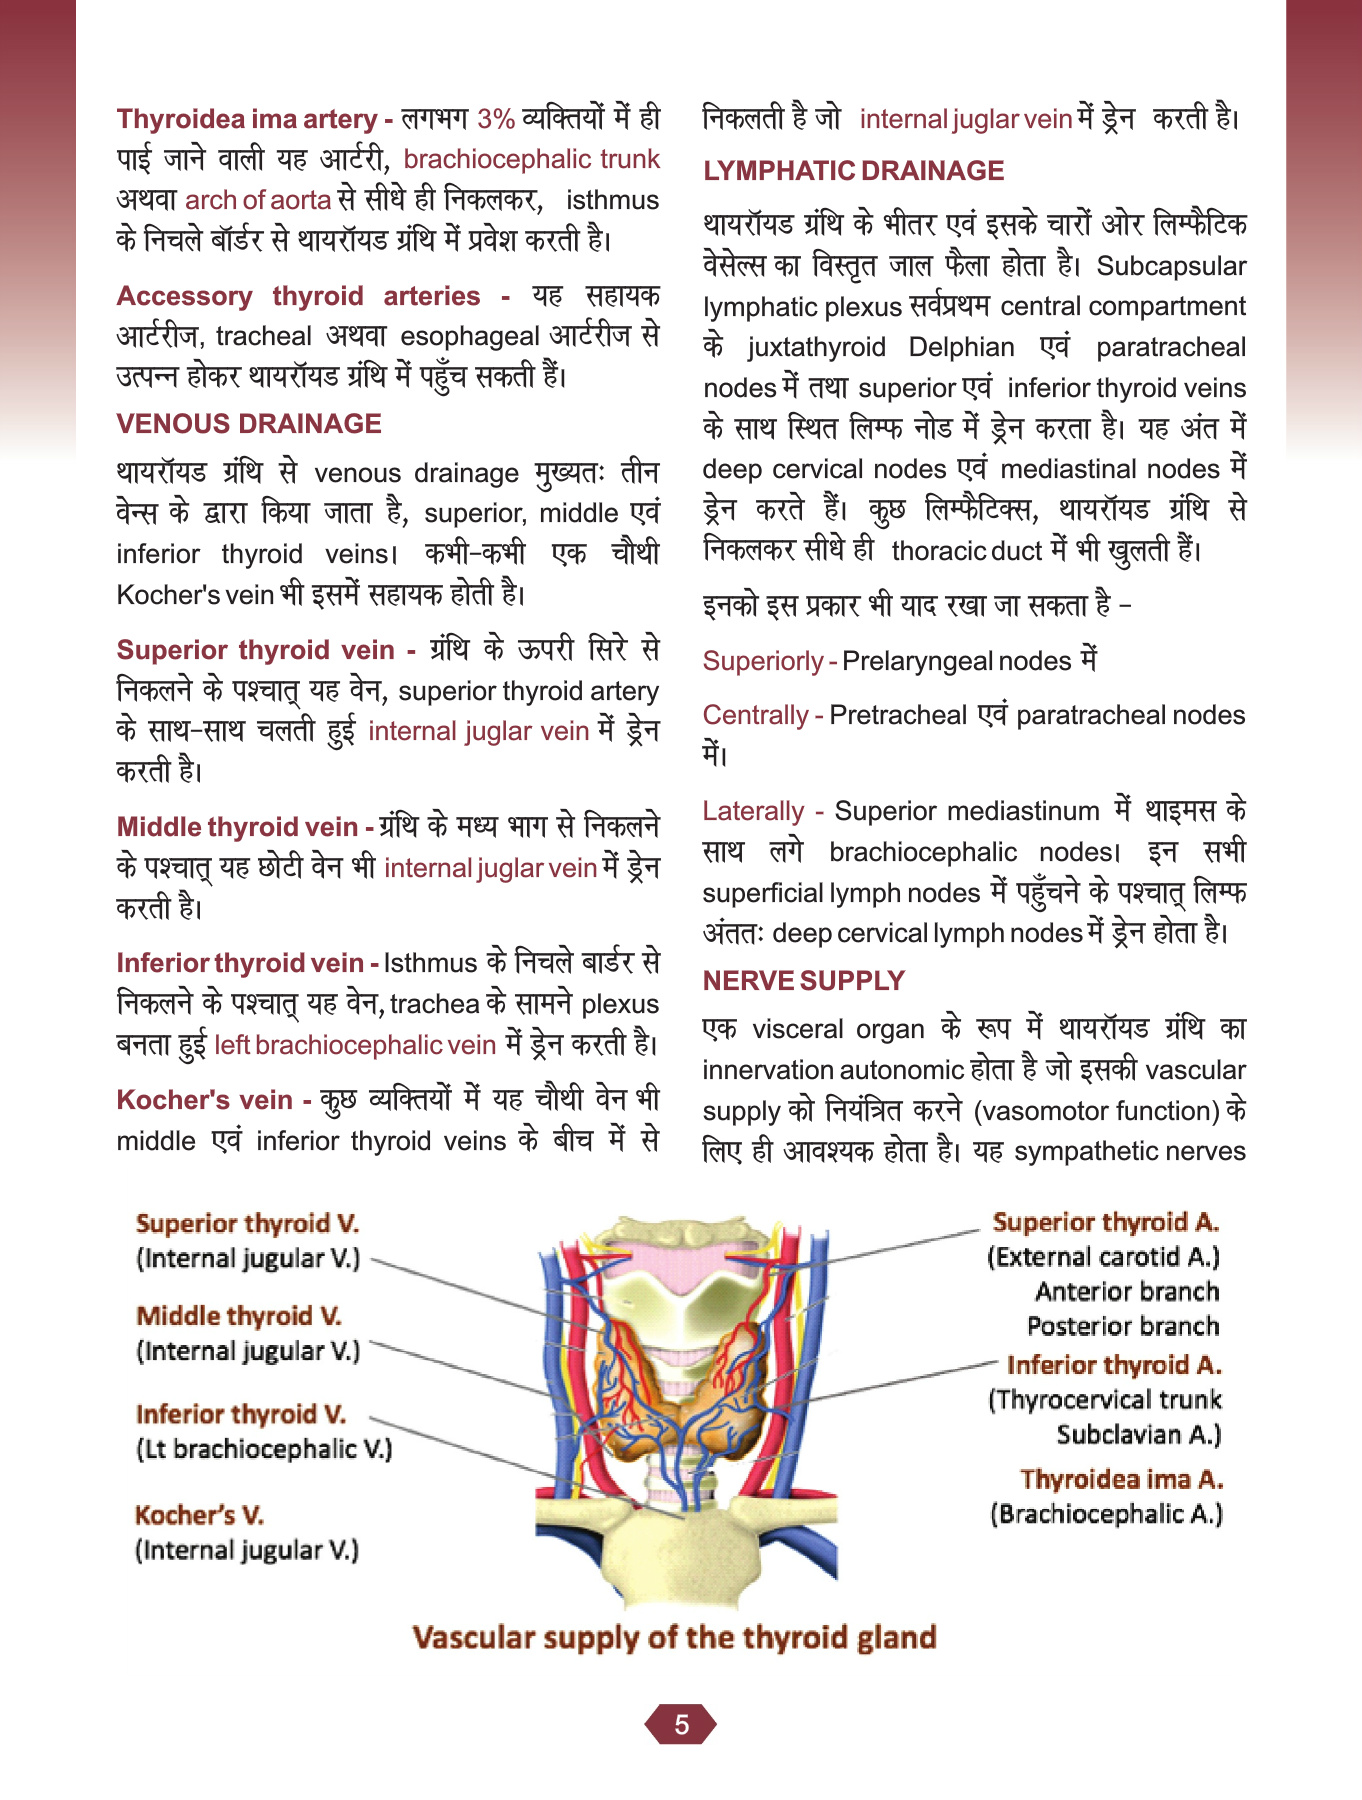 Thyroidea ima artery - लगभग 3% व्यक्तियों में ही
पाई जाने वाली यह आर्टरी, brachiocephalic trunk
अथवा arch of aorta से सीधे ही निकलकर, isthmus
के निचले बॉर्डर से थायरॉयड ग्रंथि में प्रवेश करती है।
Accessory thyroid arteries - यह सहायक
आर्टरीज, tracheal अथवा esophageal आर्टरीज से
उत्पन्न होकर थायरॉयड ग्रंथि में पहुँच सकती हैं।
VENOUS DRAINAGE
थायरॉयड ग्रंथि से venous drainage मुख्यतः तीन
वेन्स के द्वारा किया जाता है, superior, middle एवं
inferior thyroid veins। कभी-कभी एक चौथी
Kocher's vein भी इसमें सहायक होती है।
Superior thyroid vein - ग्रंथि के ऊपरी सिरे से
निकलने के पश्चात् यह वेन, superior thyroid artery
के साथ-साथ चलती हुई internal juglar vein में ड्रेन
करती है।
Middle thyroid vein - ग्रंथि के मध्य भाग से निकलने
के पश्चात् यह छोटी वेन भी internal juglar vein में ड्रेन
करती है।
Inferior thyroid vein - Isthmus के निचले बार्डर से
निकलने के पश्चात् यह वेन, trachea के सामने plexus
बनता हुई left brachiocephalic vein में ड्रेन करती है।
Kocher's vein - कुछ व्यक्तियों में यह चौथी वेन भी
middle एवं inferior thyroid veins के बीच में से
निकलती है जो internal juglar vein में ड्रेन करती है।
LYMPHATIC DRAINAGE
थायरॉयड ग्रंथि के भीतर एवं इसके चारों ओर लिम्फैटिक
वेसेल्स का विस्तृत जाल फैला होता है। Subcapsular
lymphatic plexus सर्वप्रथम central compartment
के juxtathyroid Delphian एवं paratracheal
nodes में तथा superior एवं inferior thyroid veins
के साथ स्थित लिम्फ नोड में ड्रेन करता है। यह अंत में
deep cervical nodes एवं mediastinal nodes में
ड्रेन करते हैं। कुछ लिम्फैटिक्स, थायरॉयड ग्रंथि से
निकलकर सीधे ही thoracic duct में भी खुलती हैं।
इनको इस प्रकार भी याद रखा जा सकता है -
Superiorly - Prelaryngeal nodes में
Centrally - Pretracheal एवं paratracheal nodes
में।
Laterally - Superior mediastinum में थाइमस के
साथ लगे brachiocephalic nodes। इन सभी
superficial lymph nodes में पहुँचने के पश्चात् लिम्फ
अंततः deep cervical lymph nodes में ड्रेन होता है।
NERVE SUPPLY
एक visceral organ के रूप में थायरॉयड ग्रंथि का
innervation autonomic होता है जो इसकी vascular
supply को नियंत्रित करने (vasomotor function) के
लिए ही आवश्यक होता है। यह sympathetic nerves
Superior thyroid V.
(Internal jugular V.)
Middle thyroid V.
(Internal jugular V.)
Inferior thyroid V.
(Lt brachiocephalic V.)
Kocher's V.
(Internal jugular V.)
Superior thyroid A.
(External carotid A.)
Anterior branch
Posterior branch
Inferior thyroid A.
(Thyrocervical trunk
Subclavian A.)
Thyroidea ima A.
(Brachiocephalic A.)
Vascular supply of the thyroid gland
5